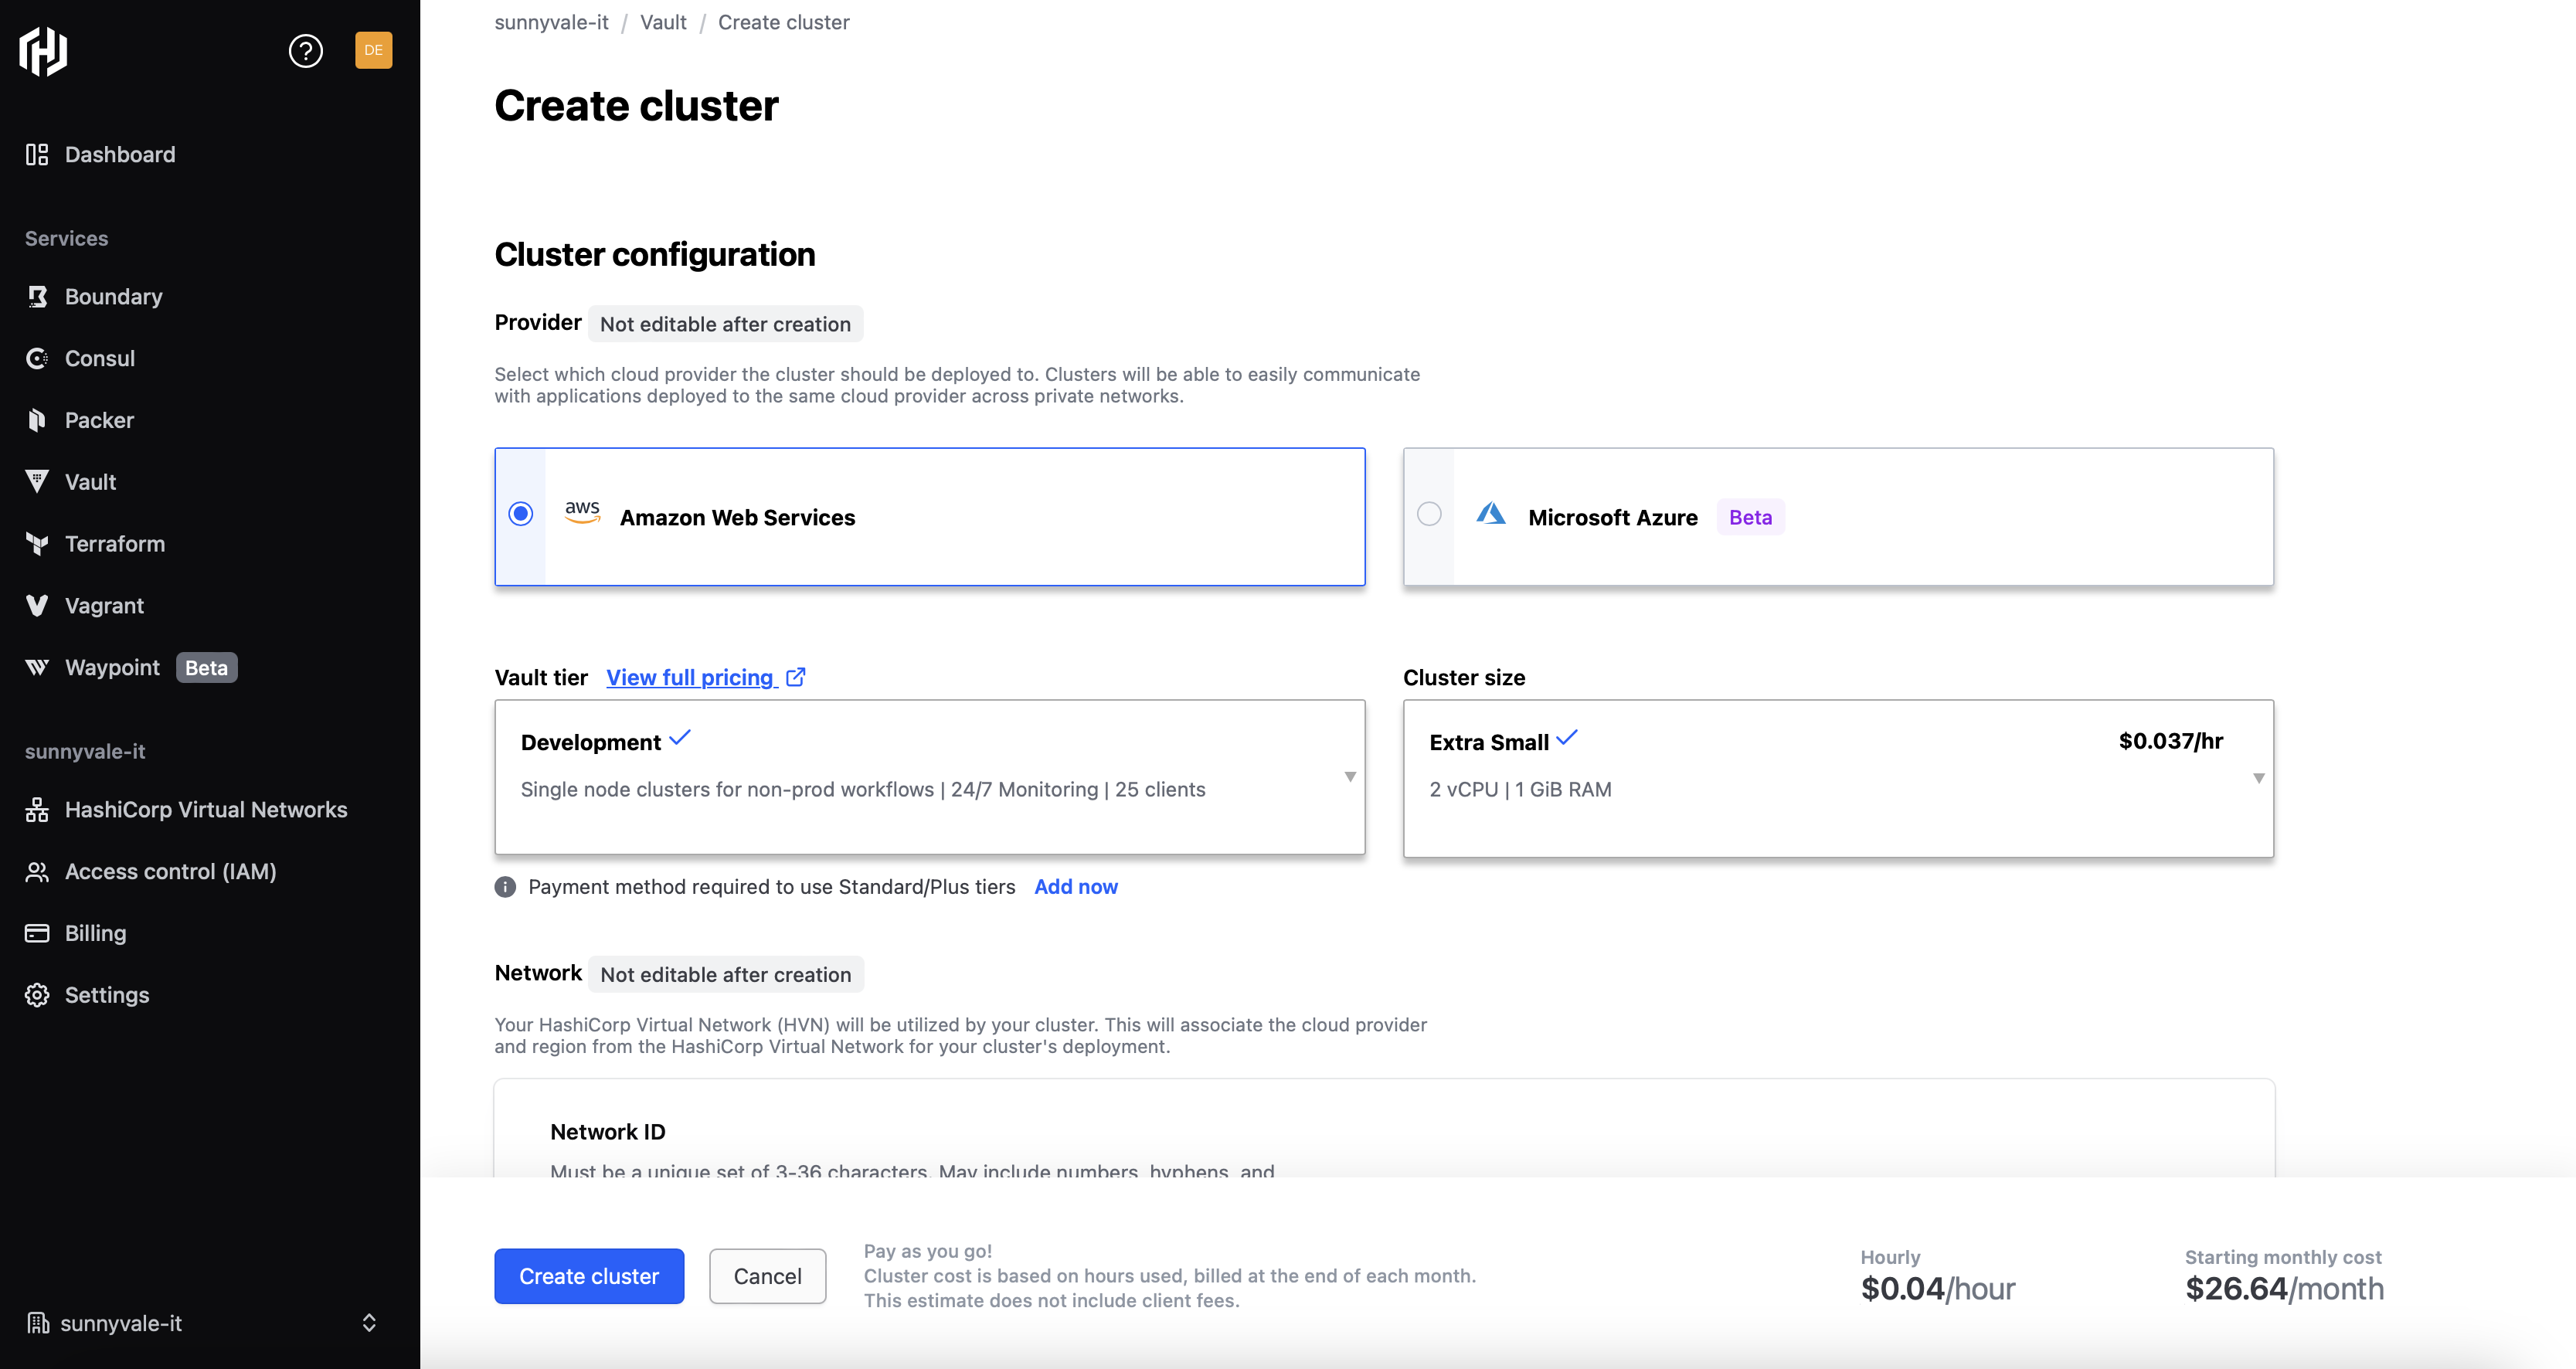 DE
Dashboard
Services
Boundary
Consul
Packer
Vault
Terraform
Vagrant
Waypoint Beta
sunnyvale-it
HashiCorp Virtual Networks
Access control (IAM)
Billing
Settings
sunnyvale-it
sunnyvale-it / Vault / Create cluster
Create cluster
Cluster configuration
Provider Not editable after creation
Select which cloud provider the cluster should be deployed to. Clusters will be able to easily communicate
with applications deployed to the same cloud provider across private networks.
aws Amazon Web Services
Microsoft Azure Beta
Vault tier View full pricing
Development
Single node clusters for non-prod workflows | 24/7 Monitoring | 25 clients
Cluster size
Extra Small $0.037/hr
2 vCPU | 1 GiB RAM
Payment method required to use Standard/Plus tiers Add now
Network Not editable after creation
Your HashiCorp Virtual Network (HVN) will be utilized by your cluster. This will associate the cloud provider
and region from the HashiCorp Virtual Network for your cluster's deployment.
Network ID
Must be a unique set of 3-36 characters. May include numbers, hyphens, and
Create cluster
Cancel
Pay as you go!
Cluster cost is based on hours used, billed at the end of each month.
This estimate does not include client fees.
Hourly
$0.04/hour
Starting monthly cost
$26.64/month